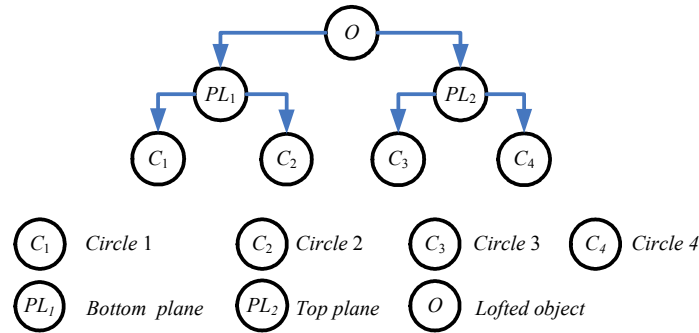 O
PL₁ PL₂
C₁ C₂ C₃ C₄
C₁ Circle 1 C₂ Circle 2 C₃ Circle 3 C₄ Circle 4
PL₁ Bottom plane PL₂ Top plane O Lofted object